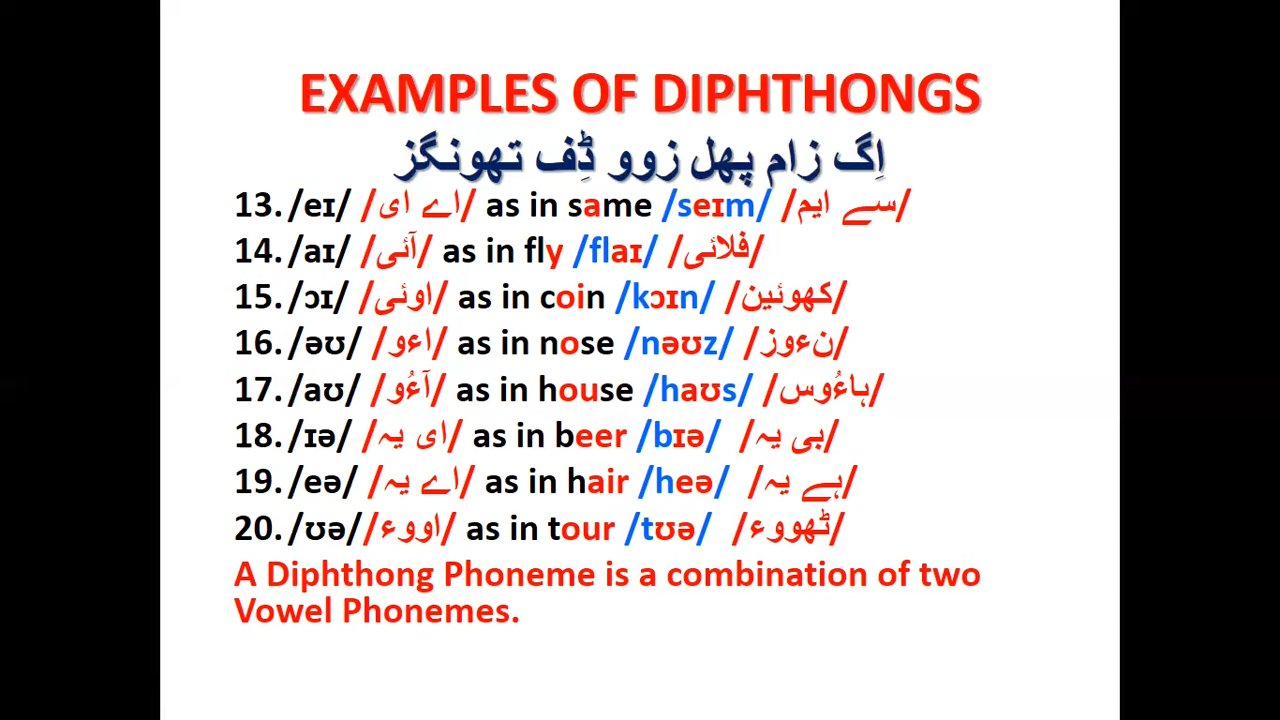 EXAMPLES OF DIPHTHONGS
اِگ زام پھل زوو ڈِف تھونگز
13. /eɪ/ /اے ای/ as in same /seɪm/ /سے ایم/
14. /aɪ/ /آئی/ as in fly /flaɪ/ /فلائی/
15. /ɔɪ/ /اوئی/ as in coin /kɔɪn/ /کھوئین/
16. /əʊ/ /اءو/ as in nose /nəʊz/ /نءوز/
17. /aʊ/ /آءُو/ as in house /haʊs/ /ہاءُوس/
18. /ɪə/ /ای یہ/ as in beer /bɪə/ /بی یہ/
19. /eə/ /اے یہ/ as in hair /heə/ /ہے یہ/
20. /ʊə/ /اووء/ as in tour /tʊə/ /ٹھووء/
A Diphthong Phoneme is a combination of two
Vowel Phonemes.